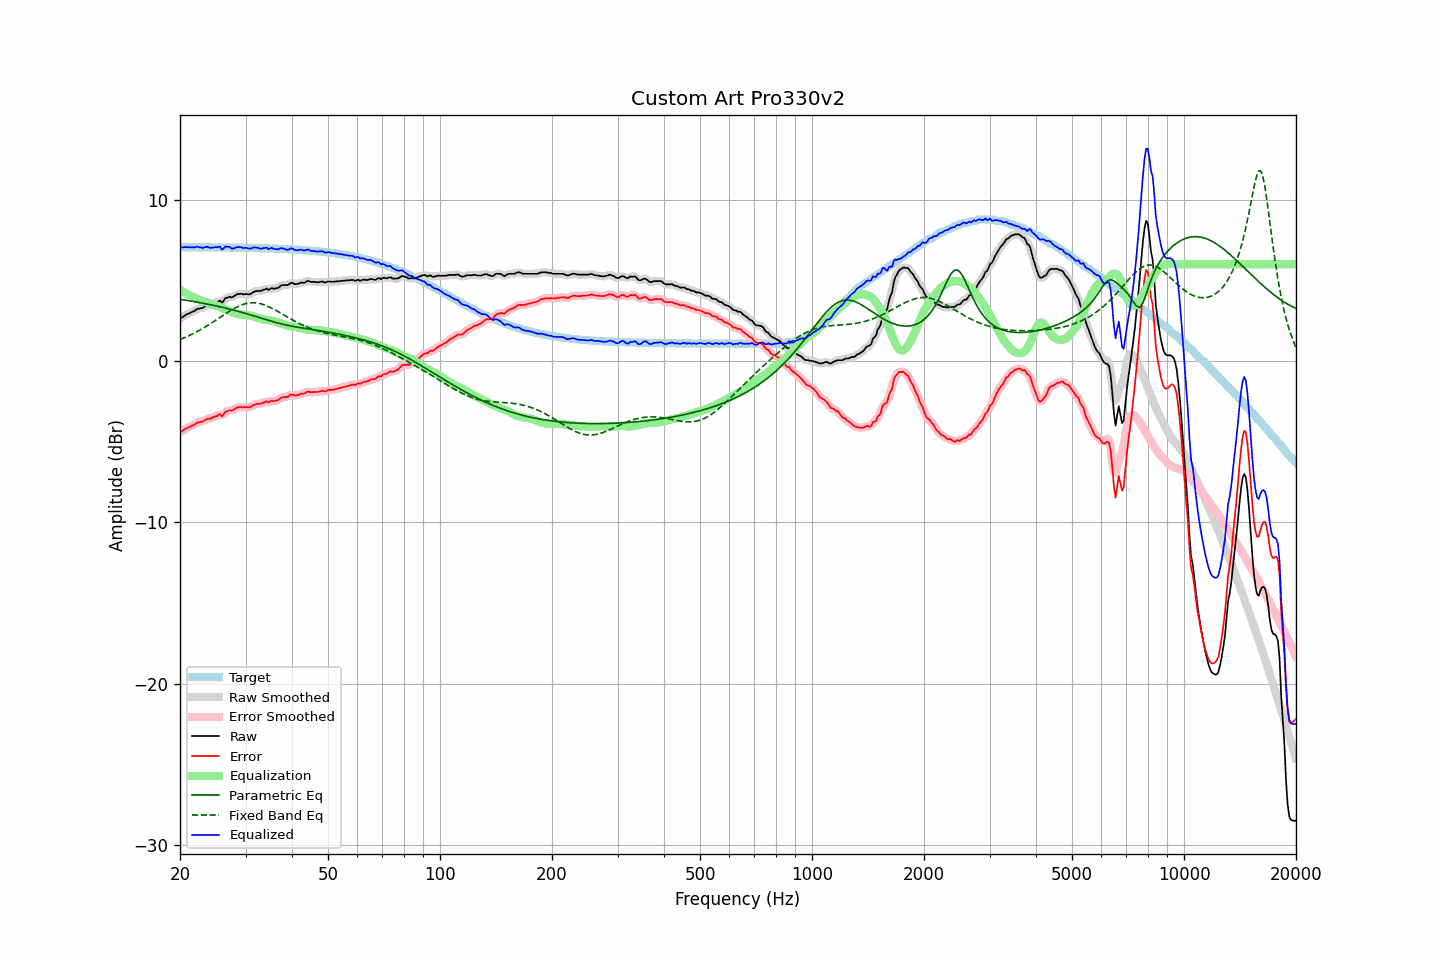 Custom Art Pro330v2
Amplitude (dBr)
10
0
−10
−20
−30
Target
Raw Smoothed
Error Smoothed
Raw
Error
Equalization
Parametric Eq
Fixed Band Eq
Equalized
20 50 100 200 500 1000 2000 5000 10000 20000
Frequency (Hz)